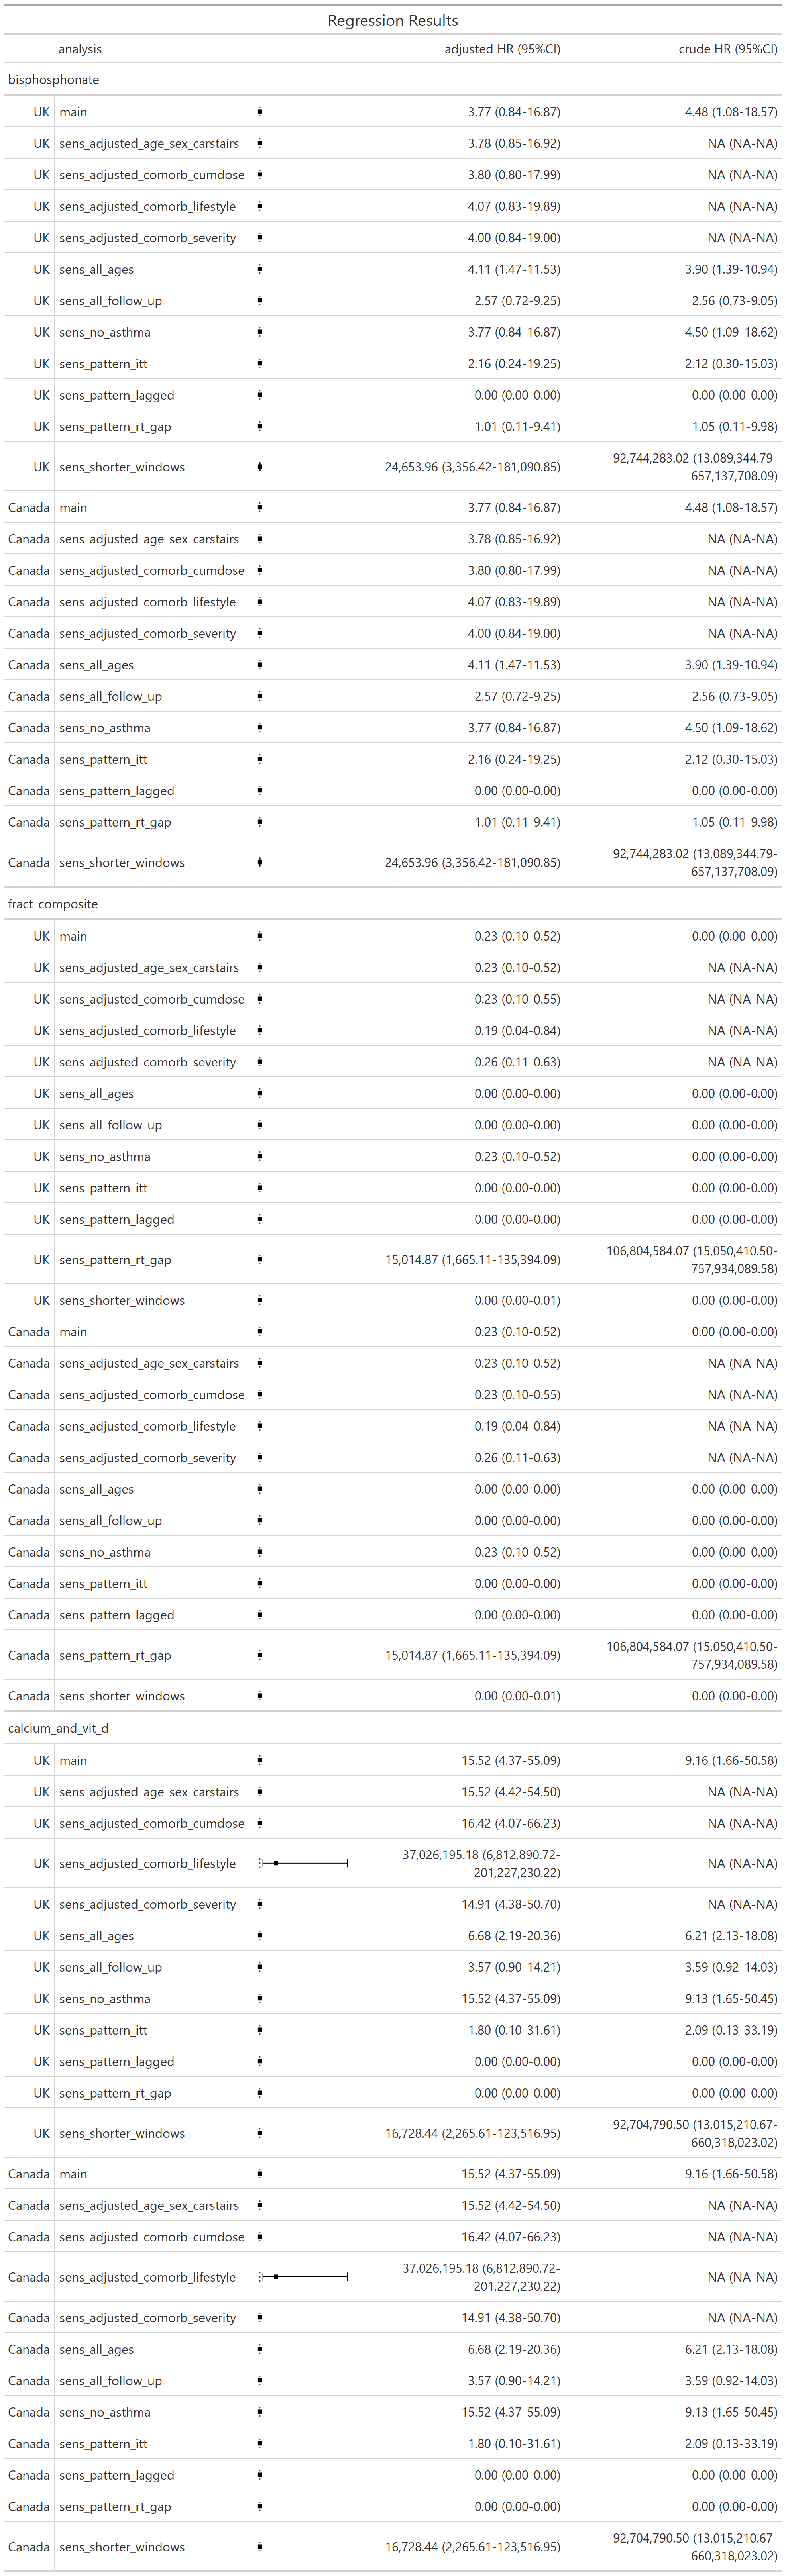 Regression Results
analysis adjusted HR (95%CI) crude HR (95%CI)
bisphosphonate
UK main 3.77 (0.84-16.87) 4.48 (1.08-18.57)
UK sens_adjusted_age_sex_carstairs 3.78 (0.85-16.92) NA (NA-NA)
UK sens_adjusted_comorb_cumdose 3.80 (0.80-17.99) NA (NA-NA)
UK sens_adjusted_comorb_lifestyle 4.07 (0.83-19.89) NA (NA-NA)
UK sens_adjusted_comorb_severity 4.00 (0.84-19.00) NA (NA-NA)
UK sens_all_ages 4.11 (1.47-11.53) 3.90 (1.39-10.94)
UK sens_all_follow_up 2.57 (0.72-9.25) 2.56 (0.73-9.05)
UK sens_no_asthma 3.77 (0.84-16.87) 4.50 (1.09-18.62)
UK sens_pattern_itt 2.16 (0.24-19.25) 2.12 (0.30-15.03)
UK sens_pattern_lagged 0.00 (0.00-0.00) 0.00 (0.00-0.00)
UK sens_pattern_rt_gap 1.01 (0.11-9.41) 1.05 (0.11-9.98)
UK sens_shorter_windows 24,653.96 (3,356.42-181,090.85) 92,744,283.02 (13,089,344.79-
657,137,708.09)
Canada main 3.77 (0.84-16.87) 4.48 (1.08-18.57)
Canada sens_adjusted_age_sex_carstairs 3.78 (0.85-16.92) NA (NA-NA)
Canada sens_adjusted_comorb_cumdose 3.80 (0.80-17.99) NA (NA-NA)
Canada sens_adjusted_comorb_lifestyle 4.07 (0.83-19.89) NA (NA-NA)
Canada sens_adjusted_comorb_severity 4.00 (0.84-19.00) NA (NA-NA)
Canada sens_all_ages 4.11 (1.47-11.53) 3.90 (1.39-10.94)
Canada sens_all_follow_up 2.57 (0.72-9.25) 2.56 (0.73-9.05)
Canada sens_no_asthma 3.77 (0.84-16.87) 4.50 (1.09-18.62)
Canada sens_pattern_itt 2.16 (0.24-19.25) 2.12 (0.30-15.03)
Canada sens_pattern_lagged 0.00 (0.00-0.00) 0.00 (0.00-0.00)
Canada sens_pattern_rt_gap 1.01 (0.11-9.41) 1.05 (0.11-9.98)
Canada sens_shorter_windows 24,653.96 (3,356.42-181,090.85) 92,744,283.02 (13,089,344.79-
657,137,708.09)
fract_composite
UK main 0.23 (0.10-0.52) 0.00 (0.00-0.00)
UK sens_adjusted_age_sex_carstairs 0.23 (0.10-0.52) NA (NA-NA)
UK sens_adjusted_comorb_cumdose 0.23 (0.10-0.55) NA (NA-NA)
UK sens_adjusted_comorb_lifestyle 0.19 (0.04-0.84) NA (NA-NA)
UK sens_adjusted_comorb_severity 0.26 (0.11-0.63) NA (NA-NA)
UK sens_all_ages 0.00 (0.00-0.00) 0.00 (0.00-0.00)
UK sens_all_follow_up 0.00 (0.00-0.00) 0.00 (0.00-0.00)
UK sens_no_asthma 0.23 (0.10-0.52) 0.00 (0.00-0.00)
UK sens_pattern_itt 0.00 (0.00-0.00) 0.00 (0.00-0.00)
UK sens_pattern_lagged 0.00 (0.00-0.00) 0.00 (0.00-0.00)
UK sens_pattern_rt_gap 15,014.87 (1,665.11-135,394.09) 106,804,584.07 (15,050,410.50-
757,934,089.58)
UK sens_shorter_windows 0.00 (0.00-0.01) 0.00 (0.00-0.00)
Canada main 0.23 (0.10-0.52) 0.00 (0.00-0.00)
Canada sens_adjusted_age_sex_carstairs 0.23 (0.10-0.52) NA (NA-NA)
Canada sens_adjusted_comorb_cumdose 0.23 (0.10-0.55) NA (NA-NA)
Canada sens_adjusted_comorb_lifestyle 0.19 (0.04-0.84) NA (NA-NA)
Canada sens_adjusted_comorb_severity 0.26 (0.11-0.63) NA (NA-NA)
Canada sens_all_ages 0.00 (0.00-0.00) 0.00 (0.00-0.00)
Canada sens_all_follow_up 0.00 (0.00-0.00) 0.00 (0.00-0.00)
Canada sens_no_asthma 0.23 (0.10-0.52) 0.00 (0.00-0.00)
Canada sens_pattern_itt 0.00 (0.00-0.00) 0.00 (0.00-0.00)
Canada sens_pattern_lagged 0.00 (0.00-0.00) 0.00 (0.00-0.00)
Canada sens_pattern_rt_gap 15,014.87 (1,665.11-135,394.09) 106,804,584.07 (15,050,410.50-
757,934,089.58)
Canada sens_shorter_windows 0.00 (0.00-0.01) 0.00 (0.00-0.00)
calcium_and_vit_d
UK main 15.52 (4.37-55.09) 9.16 (1.66-50.58)
UK sens_adjusted_age_sex_carstairs 15.52 (4.42-54.50) NA (NA-NA)
UK sens_adjusted_comorb_cumdose 16.42 (4.07-66.23) NA (NA-NA)
UK sens_adjusted_comorb_lifestyle 37,026,195.18 (6,812,890.72-
201,227,230.22) NA (NA-NA)
UK sens_adjusted_comorb_severity 14.91 (4.38-50.70) NA (NA-NA)
UK sens_all_ages 6.68 (2.19-20.36) 6.21 (2.13-18.08)
UK sens_all_follow_up 3.57 (0.90-14.21) 3.59 (0.92-14.03)
UK sens_no_asthma 15.52 (4.37-55.09) 9.13 (1.65-50.45)
UK sens_pattern_itt 1.80 (0.10-31.61) 2.09 (0.13-33.19)
UK sens_pattern_lagged 0.00 (0.00-0.00) 0.00 (0.00-0.00)
UK sens_pattern_rt_gap 0.00 (0.00-0.00) 0.00 (0.00-0.00)
UK sens_shorter_windows 16,728.44 (2,265.61-123,516.95) 92,704,790.50 (13,015,210.67-
660,318,023.02)
Canada main 15.52 (4.37-55.09) 9.16 (1.66-50.58)
Canada sens_adjusted_age_sex_carstairs 15.52 (4.42-54.50) NA (NA-NA)
Canada sens_adjusted_comorb_cumdose 16.42 (4.07-66.23) NA (NA-NA)
Canada sens_adjusted_comorb_lifestyle 37,026,195.18 (6,812,890.72-
201,227,230.22) NA (NA-NA)
Canada sens_adjusted_comorb_severity 14.91 (4.38-50.70) NA (NA-NA)
Canada sens_all_ages 6.68 (2.19-20.36) 6.21 (2.13-18.08)
Canada sens_all_follow_up 3.57 (0.90-14.21) 3.59 (0.92-14.03)
Canada sens_no_asthma 15.52 (4.37-55.09) 9.13 (1.65-50.45)
Canada sens_pattern_itt 1.80 (0.10-31.61) 2.09 (0.13-33.19)
Canada sens_pattern_lagged 0.00 (0.00-0.00) 0.00 (0.00-0.00)
Canada sens_pattern_rt_gap 0.00 (0.00-0.00) 0.00 (0.00-0.00)
Canada sens_shorter_windows 16,728.44 (2,265.61-123,516.95) 92,704,790.50 (13,015,210.67-
660,318,023.02)